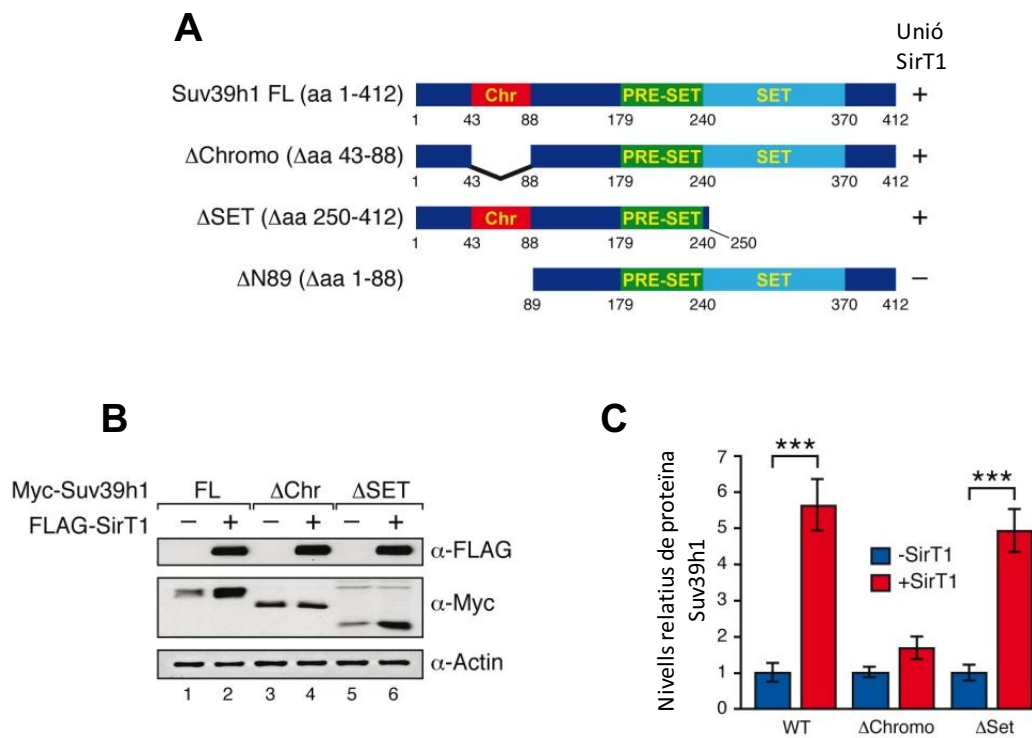 A
Unió
SirT1
Suv39h1 FL (aa 1-412) Chr PRE-SET SET +
1 43 88 179 240 370 412
ΔChromo (Δaa 43-88) PRE-SET SET +
1 43 88 179 240 370 412
ΔSET (Δaa 250-412) Chr PRE-SET +
1 43 88 179 240 250
ΔN89 (Δaa 1-88) PRE-SET SET −
89 179 240 370 412
B
Myc-Suv39h1 FL ΔChr ΔSET
FLAG-SirT1 − + − + − +
α-FLAG
α-Myc
α-Actin
1 2 3 4 5 6
C
Nivells relatius de proteïna
Suv39h1
7
6
5
4
3
2
1
0
*** ***
-SirT1
+SirT1
WT ΔChromo ΔSet